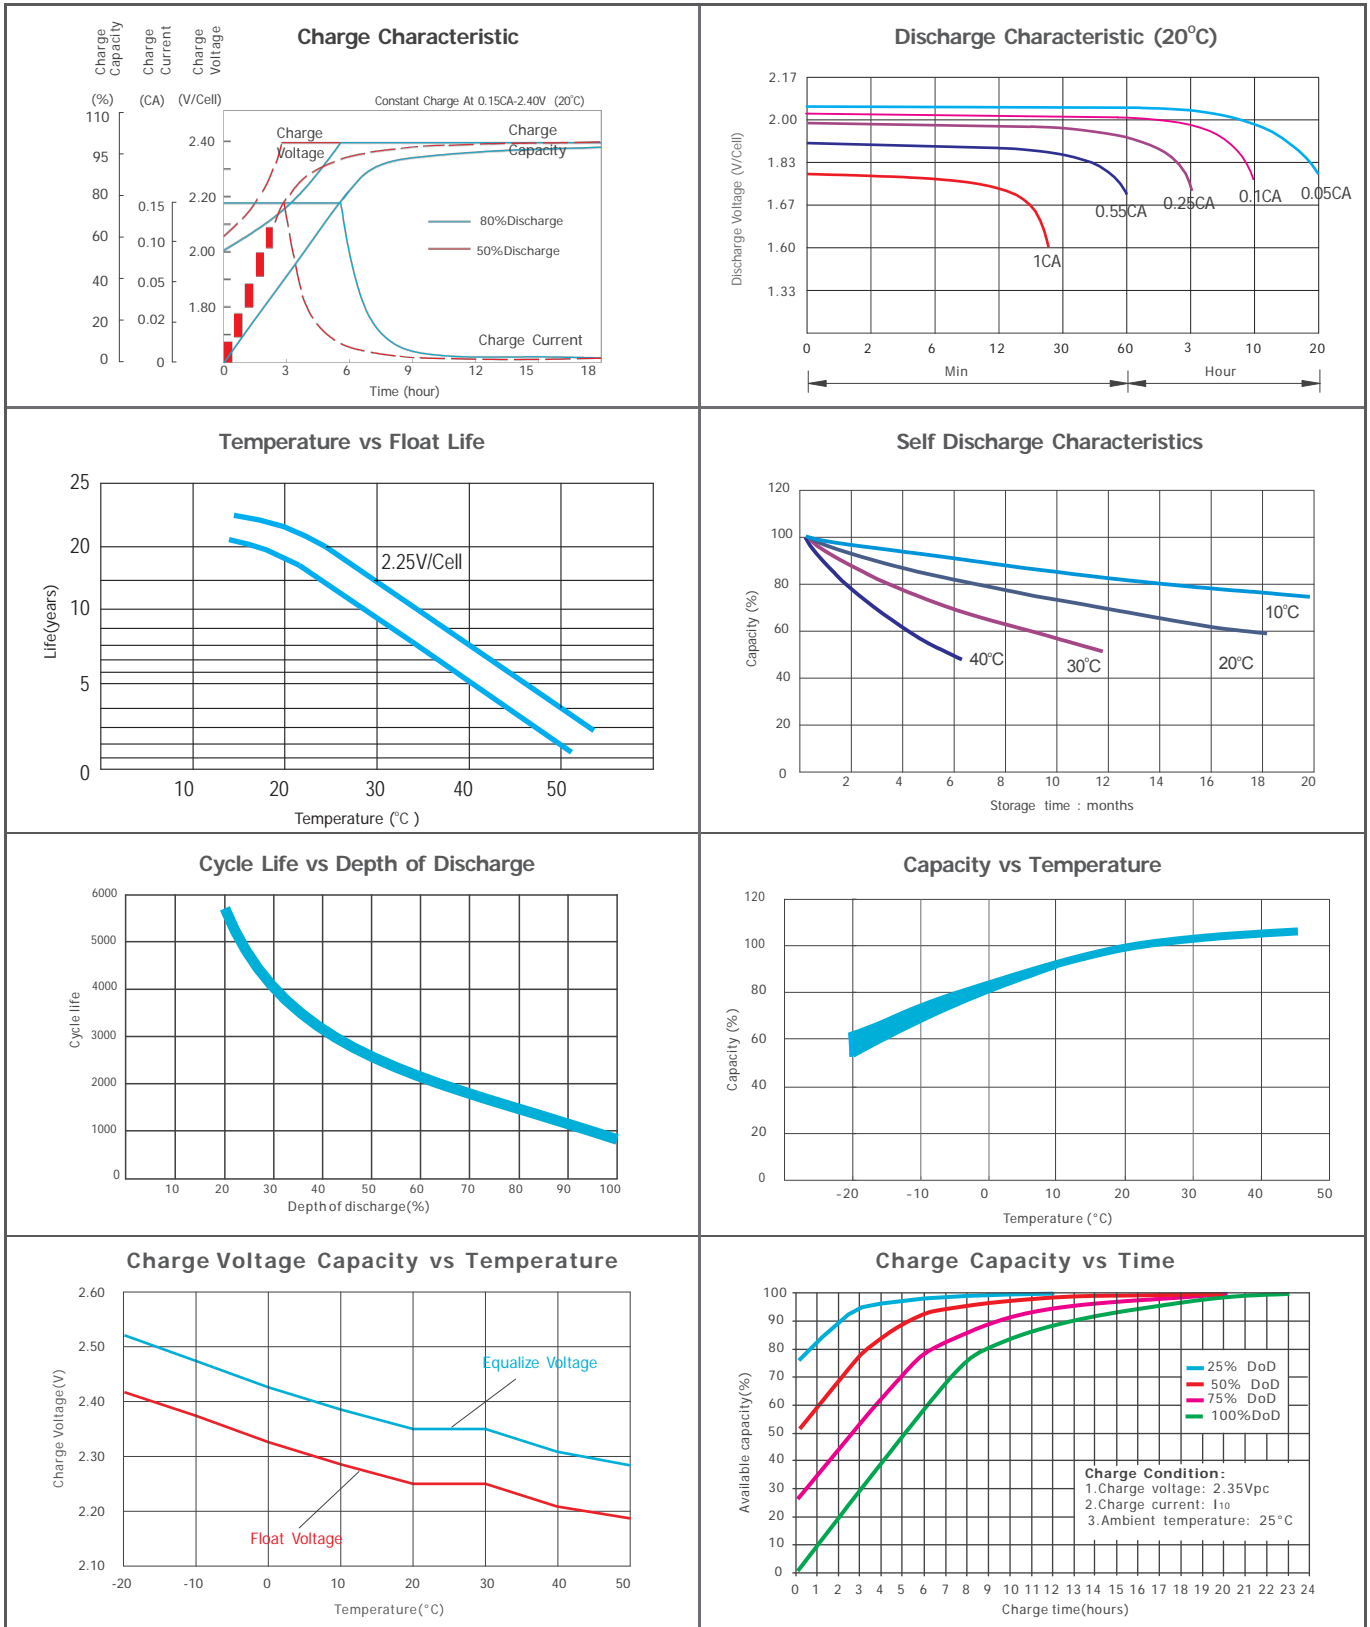 Charge Characteristic
Charge Capacity
Charge Current
Charge Voltage
(%) (CA) (V/Cell)
Constant Charge At 0.15CA-2.40V (20°C)
110
95
80
60
40
20
0
0.15
0.10
0.05
0.02
0
2.40
2.20
2.00
1.80
Charge
Voltage
Charge
Capacity
80%Discharge
50%Discharge
Charge Current
0 3 6 9 12 15 18
Time (hour)
Discharge Characteristic (20°C)
Discharge Voltage (V/Cell)
2.17
2.00
1.83
1.67
1.60
1.33
1CA
0.55CA
0.25CA
0.1CA
0.05CA
0 2 6 12 30 60 3 10 20
Min Hour
Temperature vs Float Life
Life(years)
25
20
10
5
0
2.25V/Cell
10 20 30 40 50
Temperature (°C )
Self Discharge Characteristics
Capacity (%)
120
100
80
60
40
20
0
10°C
20°C
30°C
40°C
2 4 6 8 10 12 14 16 18 20
Storage time : months
Cycle Life vs Depth of Discharge
Cycle life
6000
5000
4000
3000
2000
1000
0
10 20 30 40 50 60 70 80 90 100
Depth of discharge(%)
Capacity vs Temperature
Capacity (%)
120
100
80
60
40
20
0
-20 -10 0 10 20 30 40 50
Temperature (°C)
Charge Voltage Capacity vs Temperature
Charge Voltage(V)
2.60
2.50
2.40
2.30
2.20
2.10
Equalize Voltage
Float Voltage
-20 -10 0 10 20 30 40 50
Temperature(°C)
Charge Capacity vs Time
Available capacity(%)
100
90
80
70
60
50
40
30
20
10
0
25% DoD
50% DoD
75% DoD
100%DoD
Charge Condition:
1.Charge voltage: 2.35Vpc
2.Charge current: I10
3.Ambient temperature: 25°C
0 1 2 3 4 5 6 7 8 9 10 11 12 13 14 15 16 17 18 19 20 21 22 23 24
Charge time(hours)